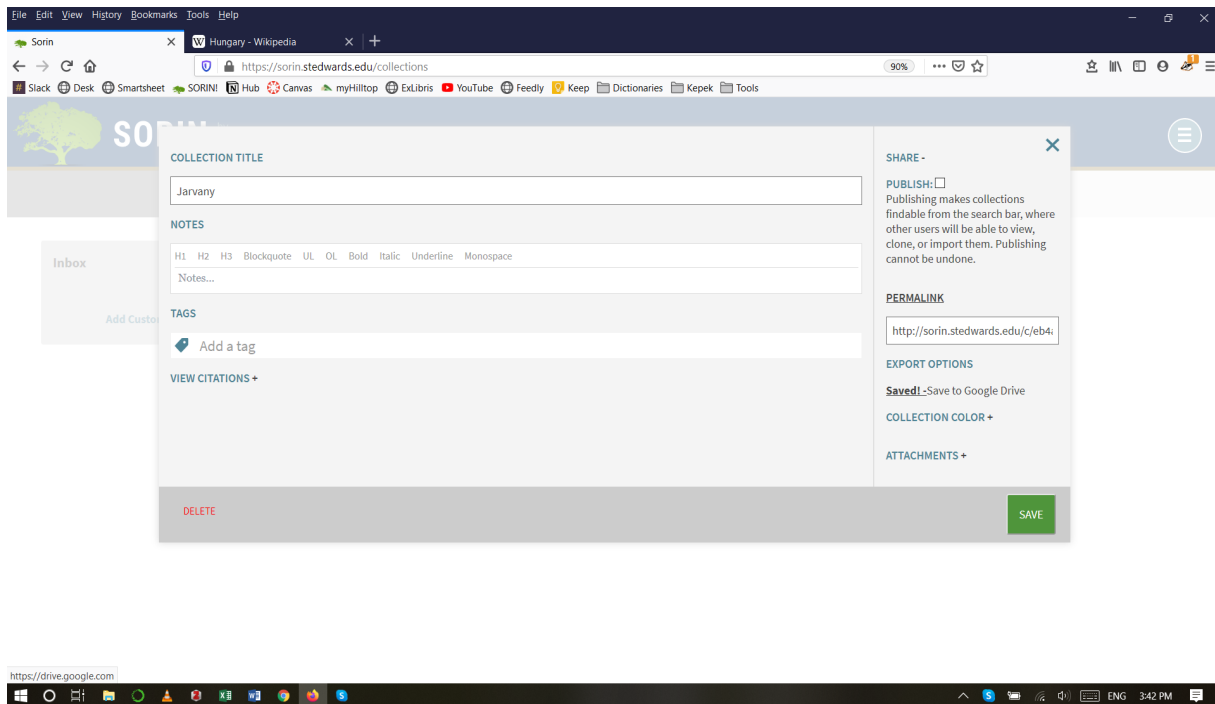 File Edit View History Bookmarks Tools Help
Sorin
W Hungary - Wikipedia
https://sorin.stedwards.edu/collections
90%
1
Slack Desk Smartsheet SORIN! Hub Canvas myHilltop ExLibris YouTube Feedly Keep Dictionaries Kepek Tools
COLLECTION TITLE
Jarvany
NOTES
H1 H2 H3 Blockquote UL OL Bold Italic Underline Monospace
Notes...
TAGS
Add a tag
VIEW CITATIONS +
SHARE -
PUBLISH:
Publishing makes collections
findable from the search bar, where
other users will be able to view,
clone, or import them. Publishing
cannot be undone.
PERMALINK
http://sorin.stedwards.edu/c/eb4
EXPORT OPTIONS
Saved! -Save to Google Drive
COLLECTION COLOR +
ATTACHMENTS +
DELETE
SAVE
Inbox
https://drive.google.com
ENG 3:42 PM